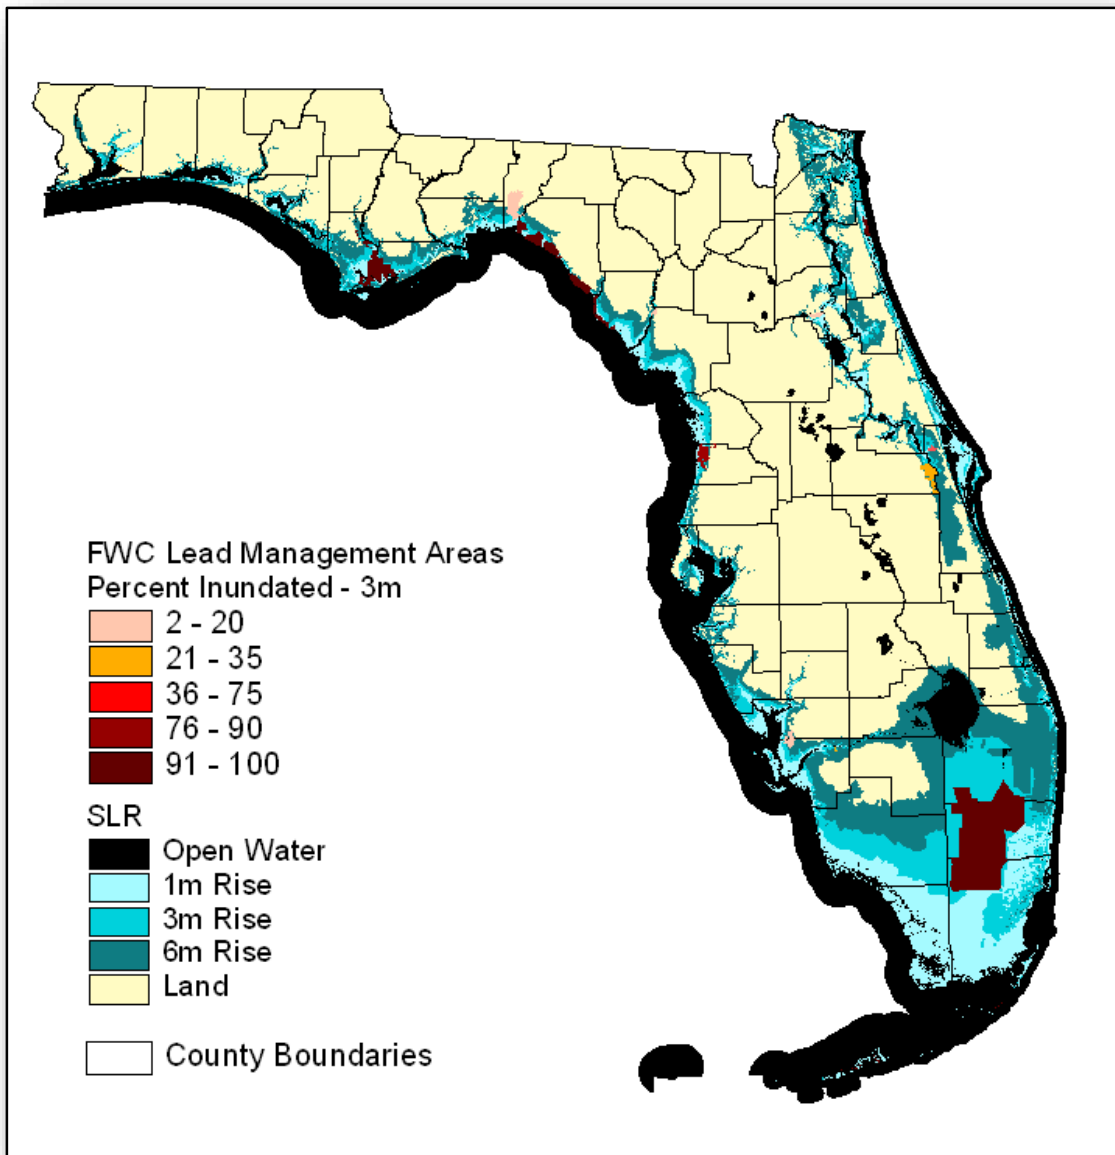 FWC Lead Management Areas
Percent Inundated - 3m
2 - 20
21 - 35
36 - 75
76 - 90
91 - 100
SLR
Open Water
1m Rise
3m Rise
6m Rise
Land
County Boundaries